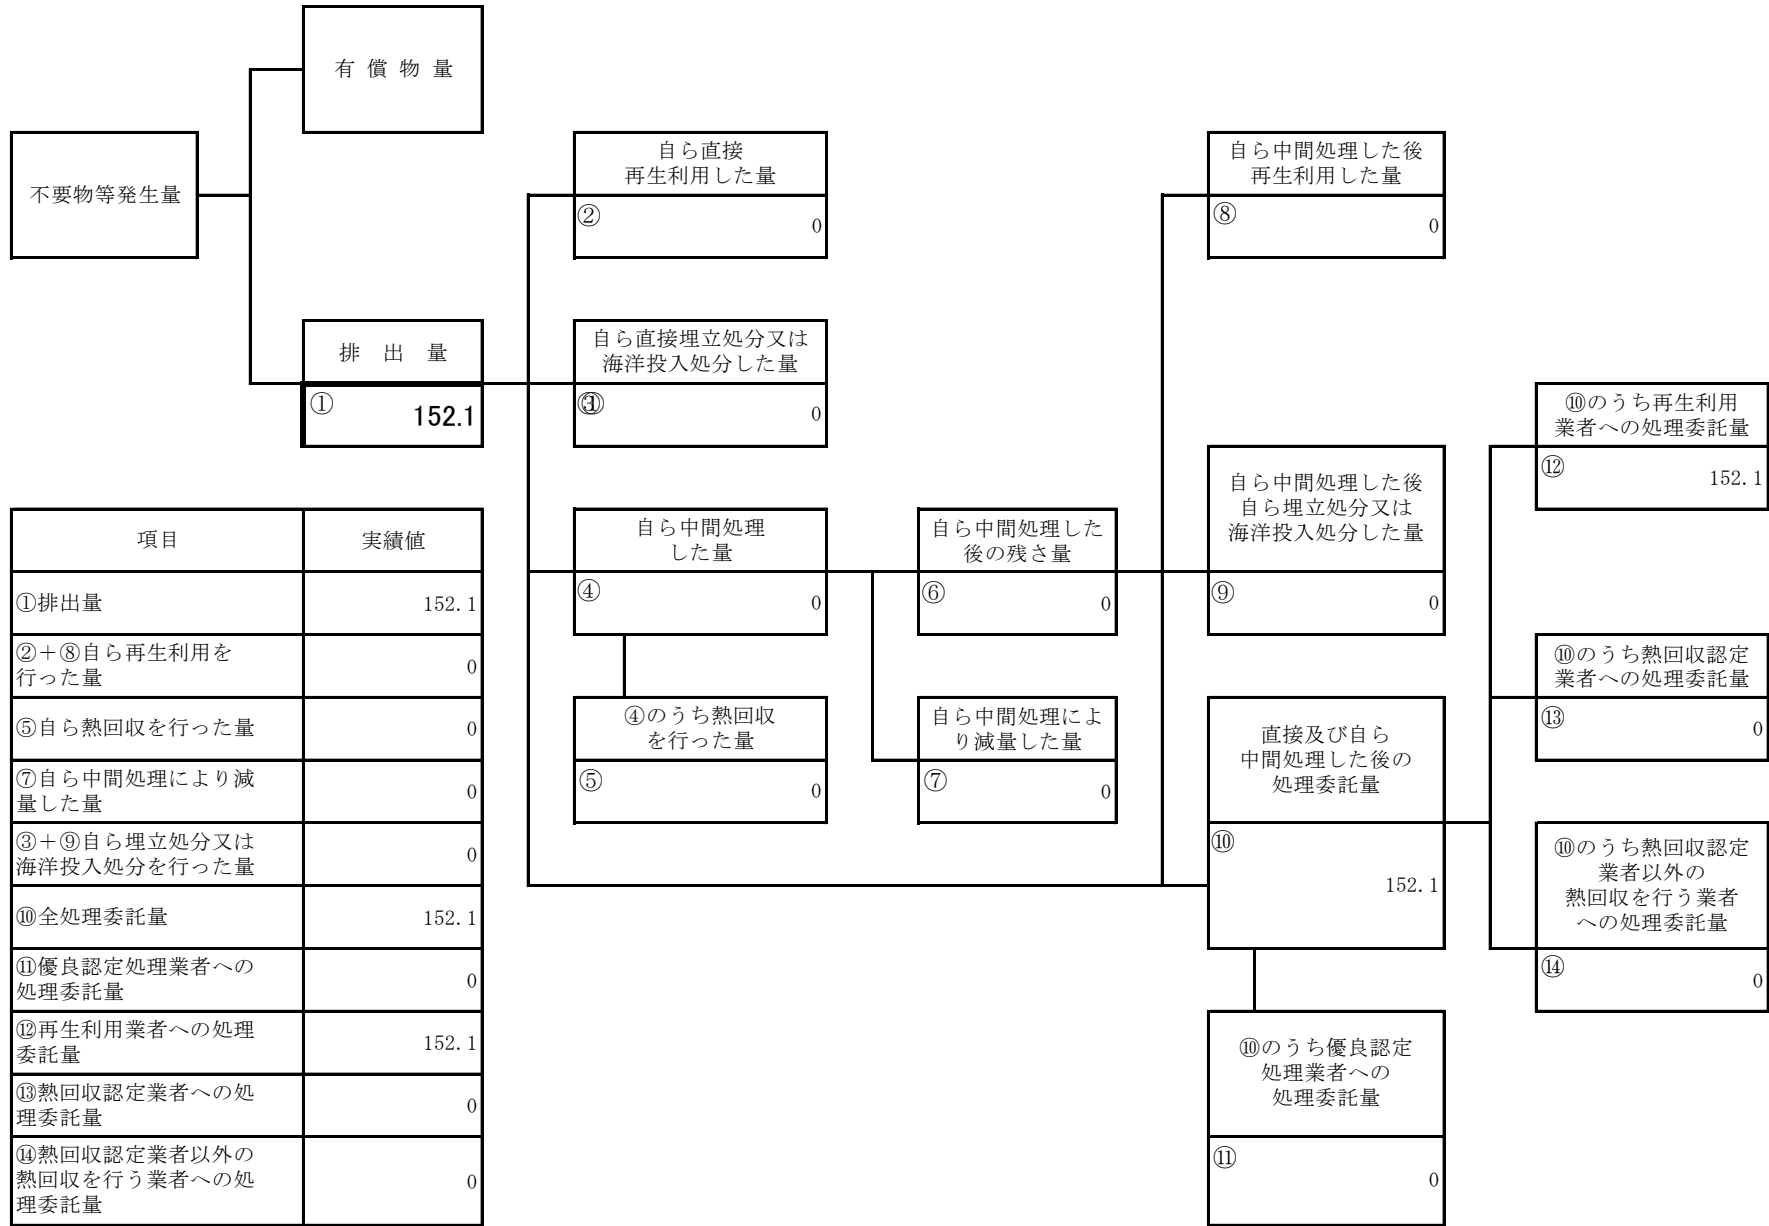 有 償 物 量
不要物等発生量
自ら直接
再生利用した量
②
0
自ら中間処理した後
再生利用した量
⑧
0
排 出 量
①
152.1
自ら直接埋立処分又は
海洋投入処分した量
③
0
⑩のうち再生利用
業者への処理委託量
⑫
152.1
自ら中間処理
した量
④
0
自ら中間処理した
後の残さ量
⑥
0
自ら中間処理した後
自ら埋立処分又は
海洋投入処分した量
⑨
0
⑩のうち熱回収認定
業者への処理委託量
⑬
0
④のうち熱回収
を行った量
⑤
0
自ら中間処理によ
り減量した量
⑦
0
直接及び自ら
中間処理した後の
処理委託量
⑩
152.1
⑩のうち熱回収認定
業者以外の
熱回収を行う業者
への処理委託量
⑭
0
⑩のうち優良認定
処理業者への
処理委託量
⑪
0
項目
実績値
①排出量
152.1
②＋⑧自ら再生利用を
行った量
0
⑤自ら熱回収を行った量
0
⑦自ら中間処理により減
量した量
0
③＋⑨自ら埋立処分又は
海洋投入処分を行った量
0
⑩全処理委託量
152.1
⑪優良認定処理業者への
処理委託量
0
⑫再生利用業者への処理
委託量
152.1
⑬熱回収認定業者への処
理委託量
0
⑭熱回収認定業者以外の
熱回収を行う業者への処
理委託量
0